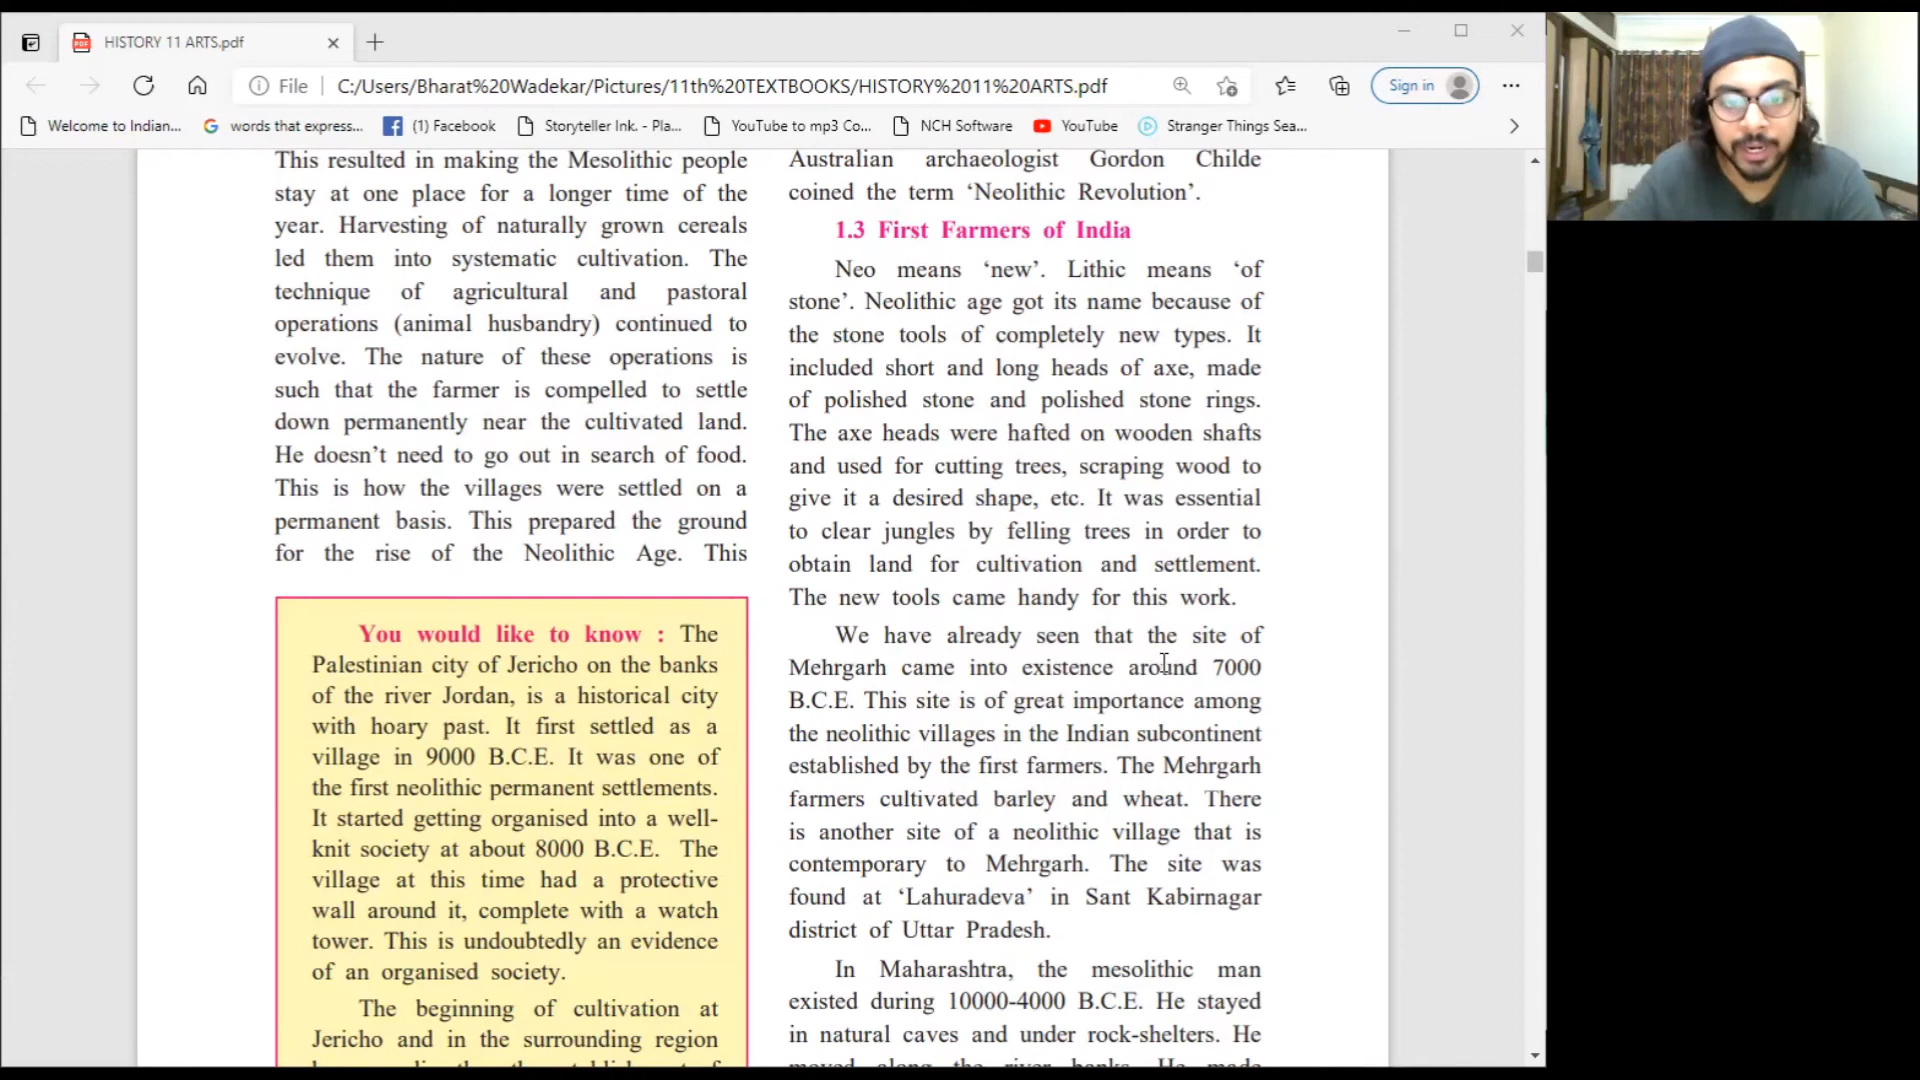 HISTORY 11 ARTS.pdf
File
C:/Users/Bharat%20Wadekar/Pictures/11th%20TEXTBOOKS/HISTORY%2011%20ARTS.pdf
Sign in
Welcome to Indian...
words that express...
(1) Facebook
Storyteller Ink. - Pla...
YouTube to mp3 Co...
NCH Software
YouTube
Stranger Things Sea...
This resulted in making the Mesolithic people
stay at one place for a longer time of the
year. Harvesting of naturally grown cereals
led them into systematic cultivation. The
technique of agricultural and pastoral
operations (animal husbandry) continued to
evolve. The nature of these operations is
such that the farmer is compelled to settle
down permanently near the cultivated land.
He doesn’t need to go out in search of food.
This is how the villages were settled on a
permanent basis. This prepared the ground
for the rise of the Neolithic Age. This
You would like to know : The
Palestinian city of Jericho on the banks
of the river Jordan, is a historical city
with hoary past. It first settled as a
village in 9000 B.C.E. It was one of
the first neolithic permanent settlements.
It started getting organised into a well-
knit society at about 8000 B.C.E. The
village at this time had a protective
wall around it, complete with a watch
tower. This is undoubtedly an evidence
of an organised society.
The beginning of cultivation at
Jericho and in the surrounding region
Australian archaeologist Gordon Childe
coined the term ‘Neolithic Revolution’.
1.3 First Farmers of India
Neo means ‘new’. Lithic means ‘of
stone’. Neolithic age got its name because of
the stone tools of completely new types. It
included short and long heads of axe, made
of polished stone and polished stone rings.
The axe heads were hafted on wooden shafts
and used for cutting trees, scraping wood to
give it a desired shape, etc. It was essential
to clear jungles by felling trees in order to
obtain land for cultivation and settlement.
The new tools came handy for this work.
We have already seen that the site of
Mehrgarh came into existence around 7000
B.C.E. This site is of great importance among
the neolithic villages in the Indian subcontinent
established by the first farmers. The Mehrgarh
farmers cultivated barley and wheat. There
is another site of a neolithic village that is
contemporary to Mehrgarh. The site was
found at ‘Lahuradeva’ in Sant Kabirnagar
district of Uttar Pradesh.
In Maharashtra, the mesolithic man
existed during 10000-4000 B.C.E. He stayed
in natural caves and under rock-shelters. He
moved along the river banks. He made